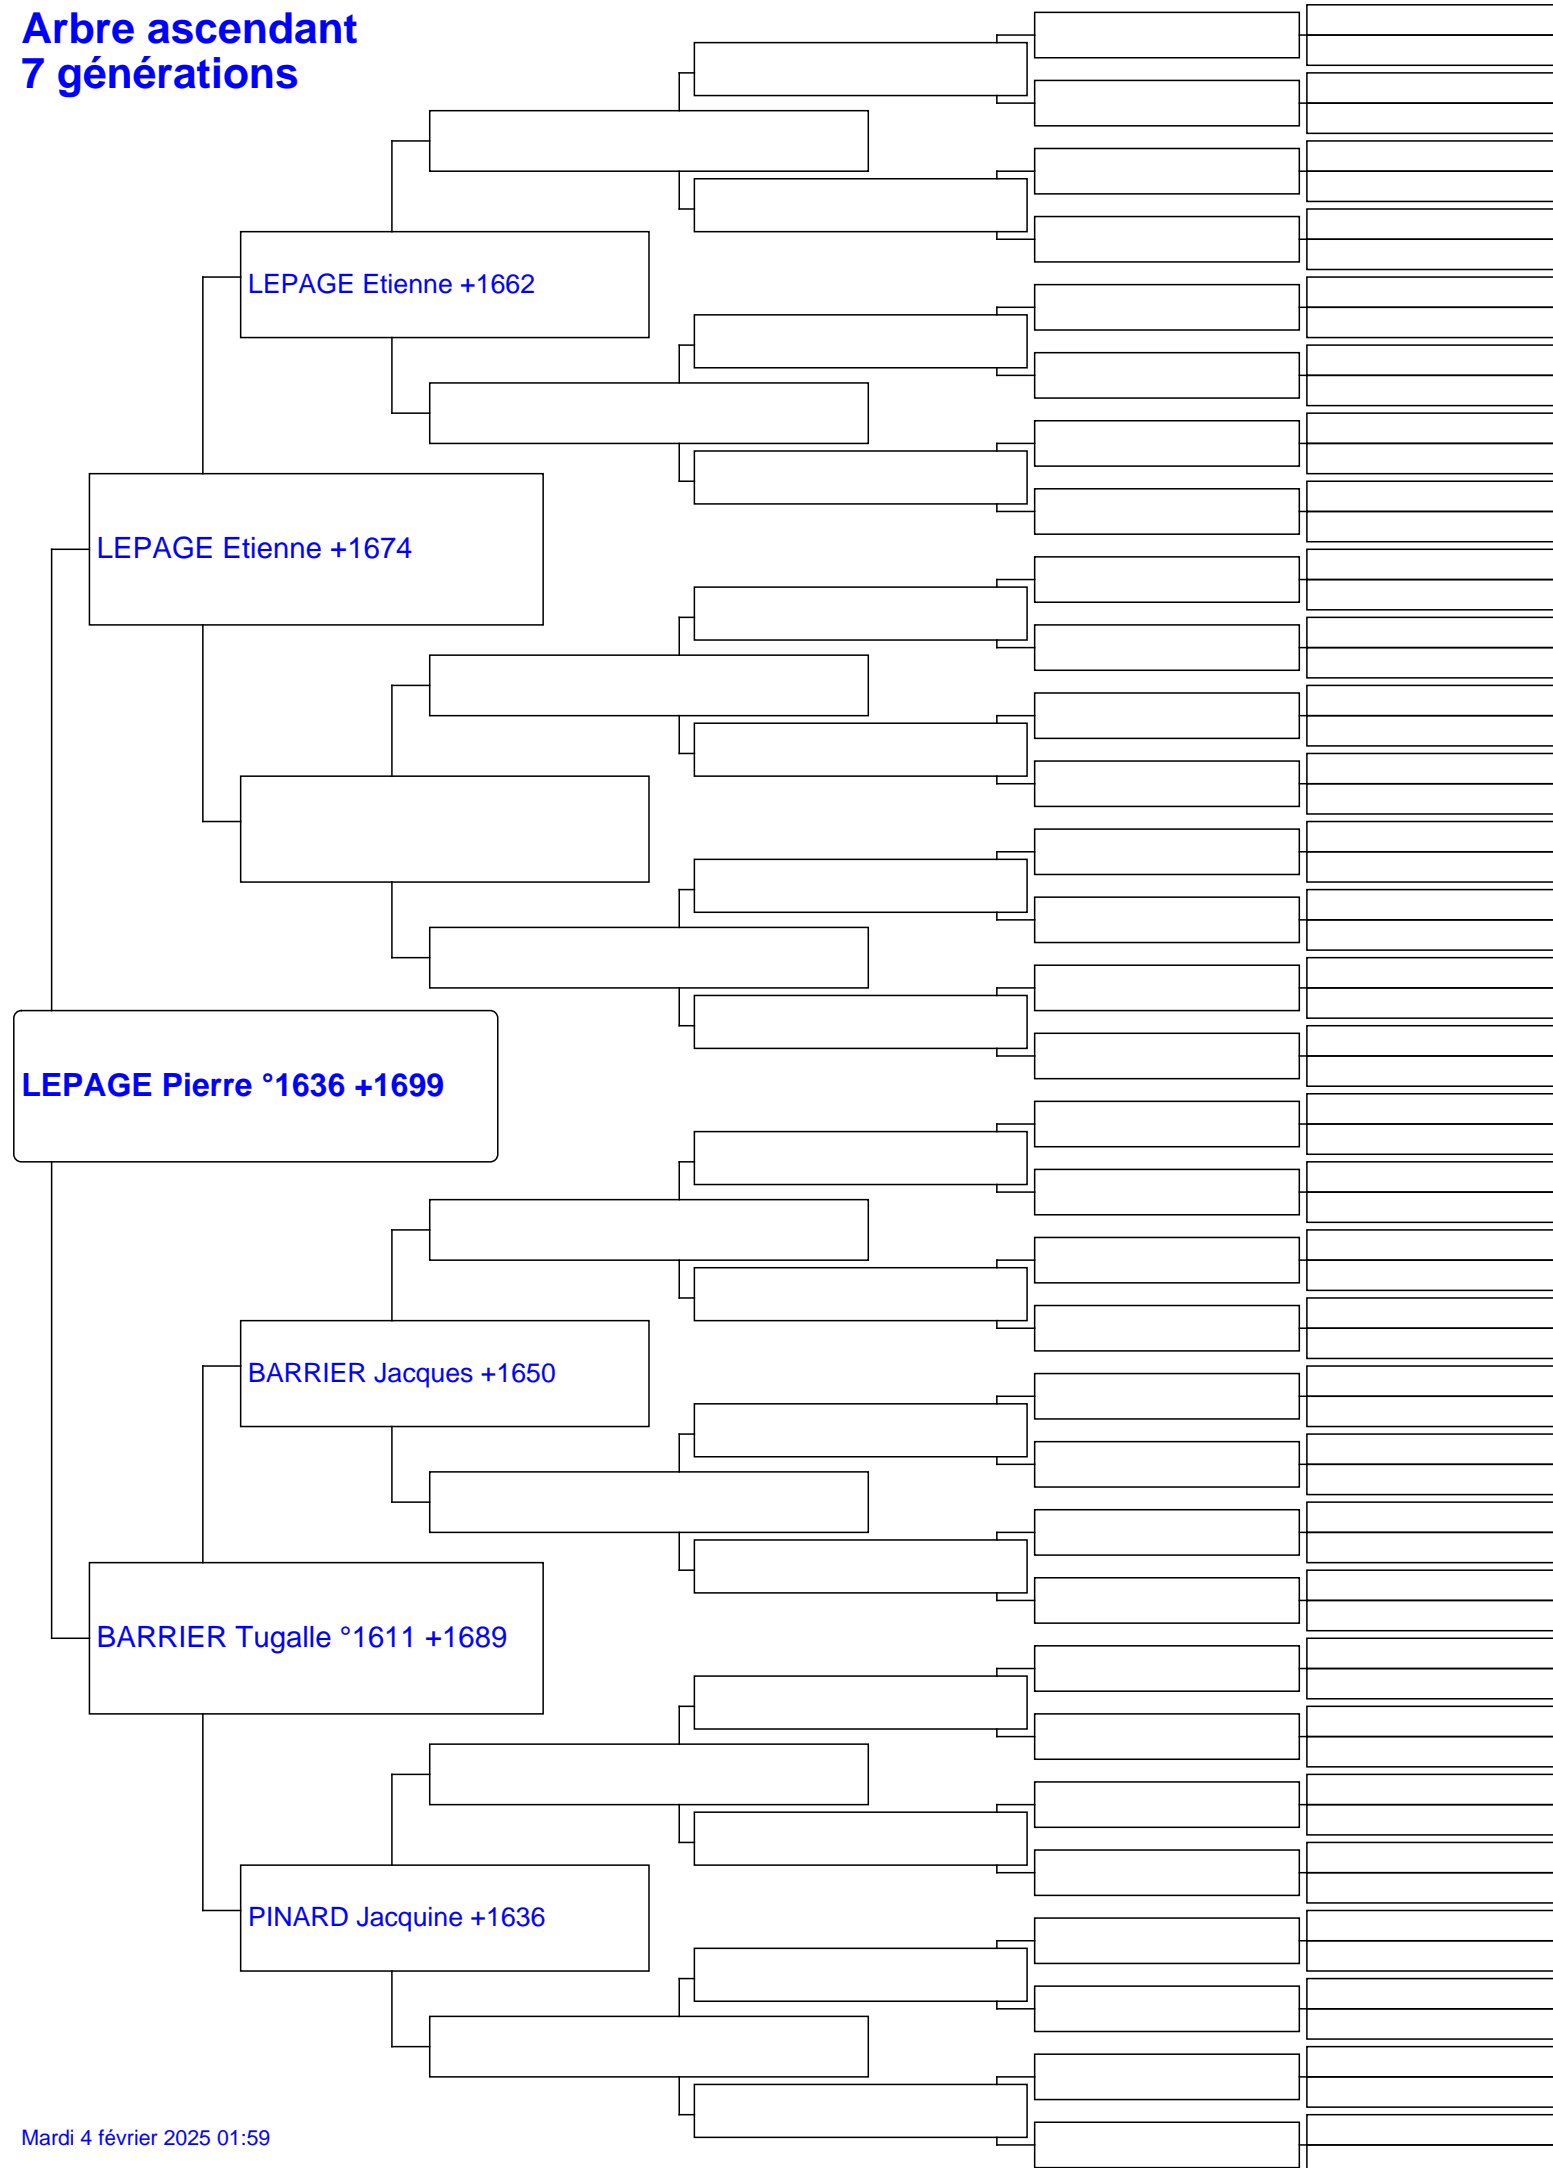 Arbre ascendant
7 générations
LEPAGE Etienne +1662
LEPAGE Etienne +1674
LEPAGE Pierre °1636 +1699
BARRIER Jacques +1650
BARRIER Tugalle °1611 +1689
PINARD Jacquine +1636
Mardi 4 février 2025 01:59